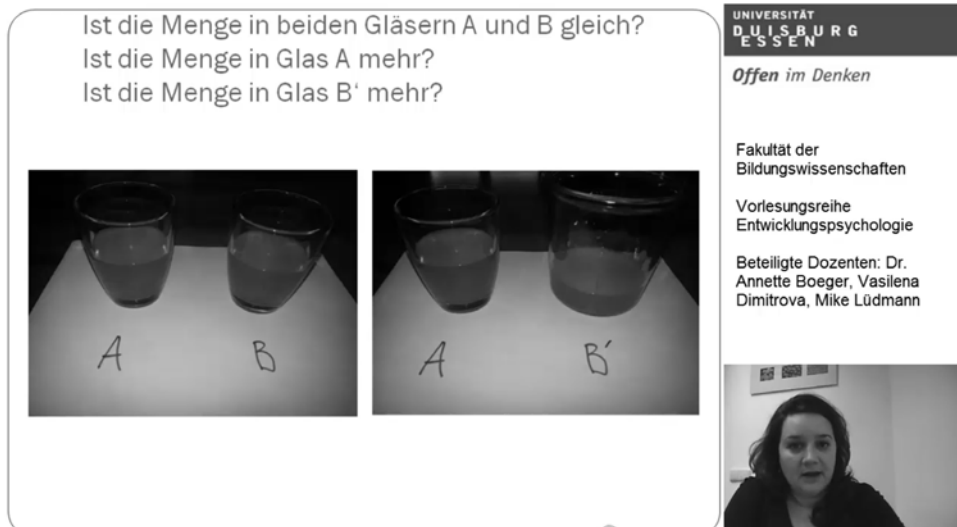 Ist die Menge in beiden Gläsern A und B gleich?
Ist die Menge in Glas A mehr?
Ist die Menge in Glas B‘ mehr?
A
B
A
B′
UNIVERSITÄT
DUISBURG
ESSEN
Offen im Denken
Fakultät der
Bildungswissenschaften
Vorlesungsreihe
Entwicklungspsychologie
Beteiligte Dozenten: Dr.
Annette Boeger, Vasilena
Dimitrova, Mike Lüdmann